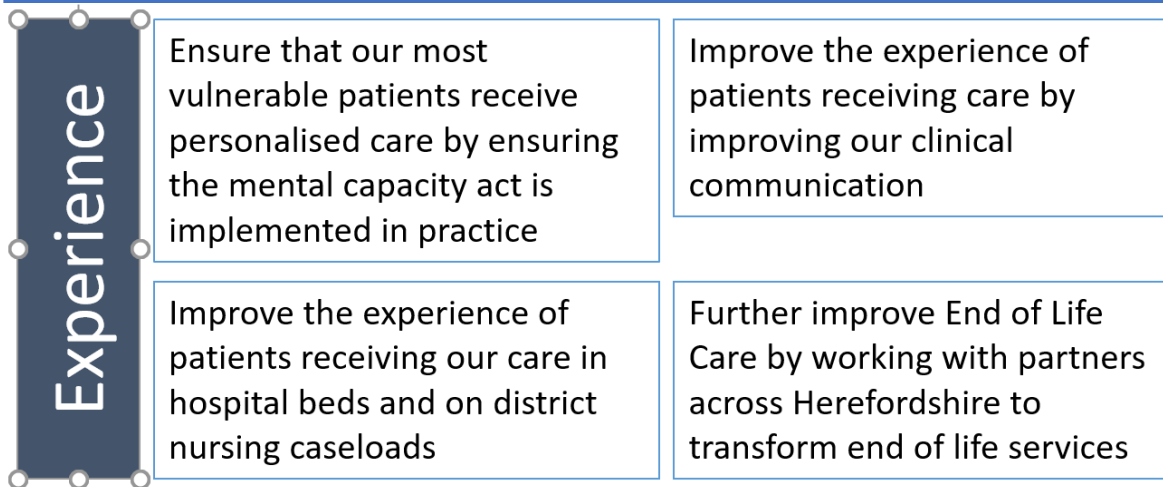 Experience
Ensure that our most
vulnerable patients receive
personalised care by ensuring
the mental capacity act is
implemented in practice
Improve the experience of
patients receiving care by
improving our clinical
communication
Improve the experience of
patients receiving our care in
hospital beds and on district
nursing caseloads
Further improve End of Life
Care by working with partners
across Herefordshire to
transform end of life services